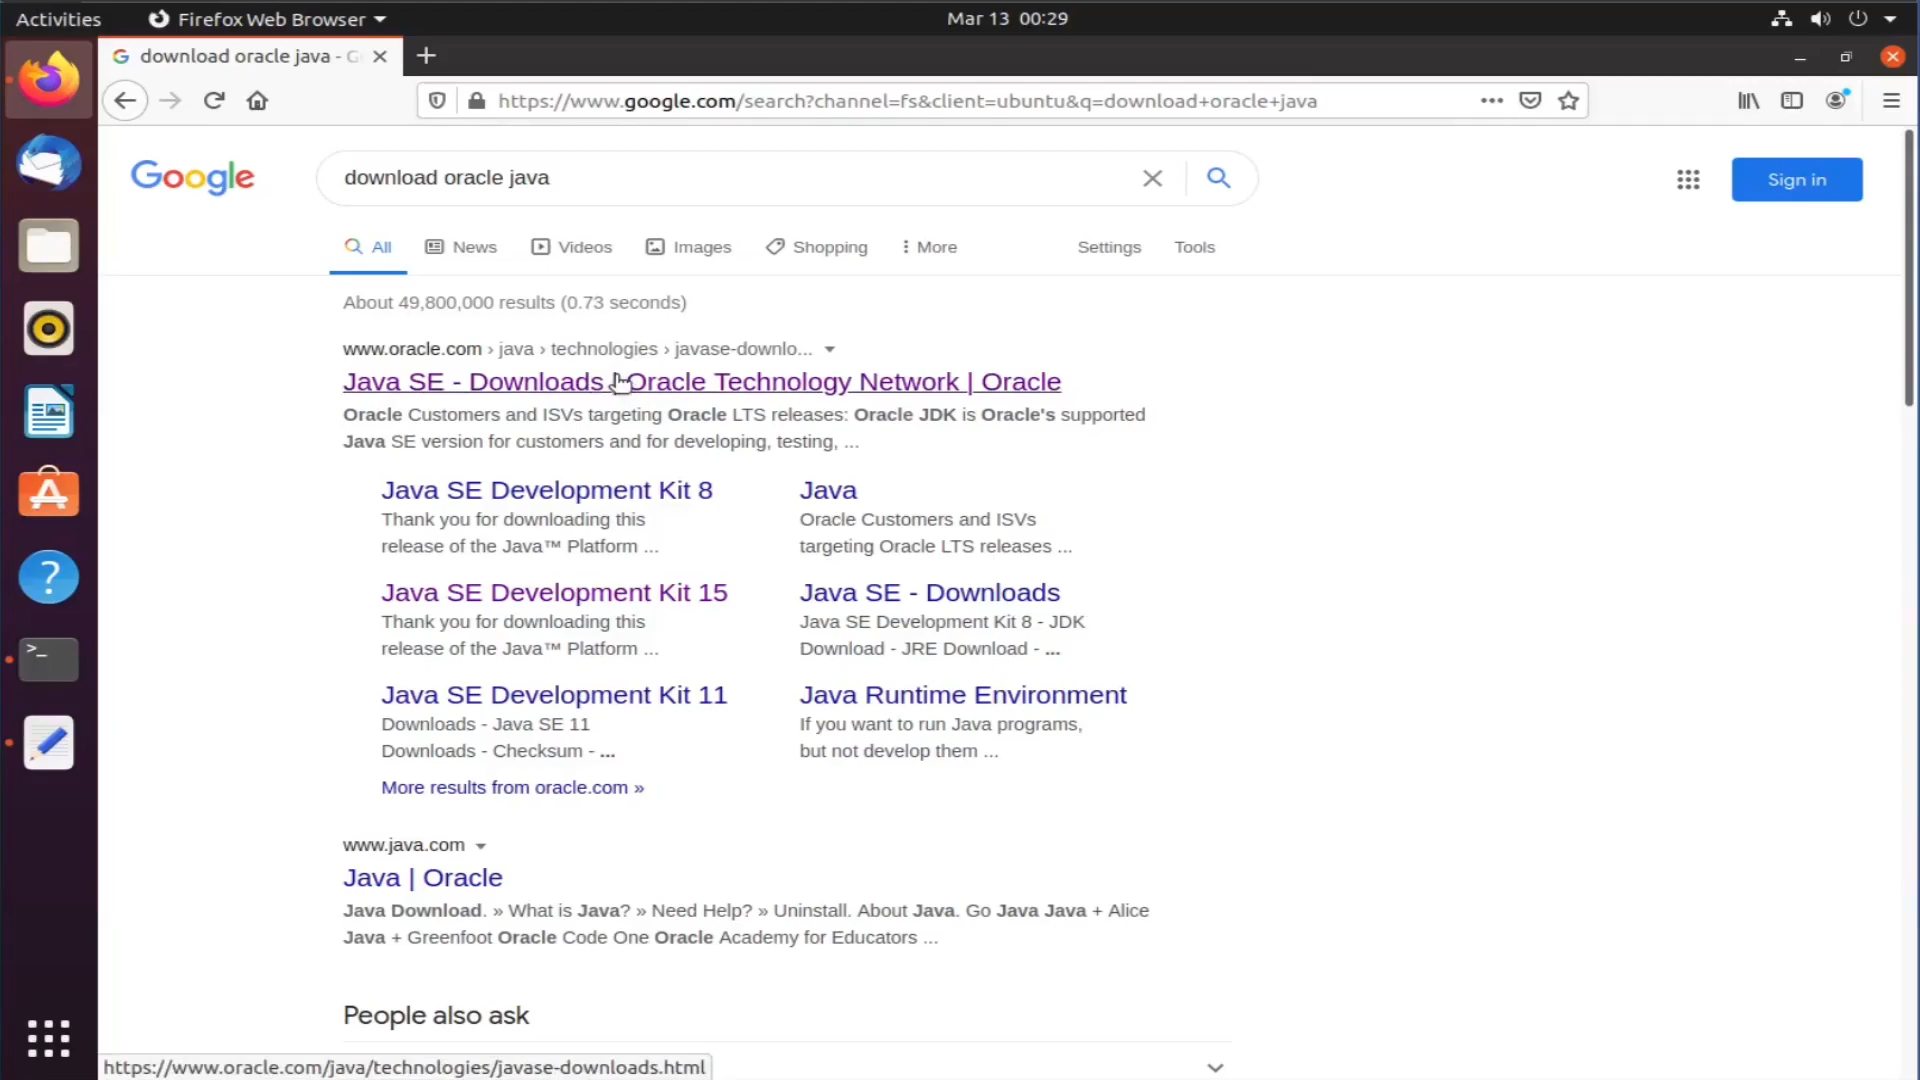 Activities
Firefox Web Browser
Mar 13 00:29
download oracle java - G
https://www.google.com/search?channel=fs&client=ubuntu&q=download+oracle+java
Google
download oracle java
Sign in
All
News
Videos
Images
Shopping
More
Settings
Tools
About 49,800,000 results (0.73 seconds)
www.oracle.com › java › technologies › javase-downlo...
Java SE - Downloads | Oracle Technology Network | Oracle
Oracle Customers and ISVs targeting Oracle LTS releases: Oracle JDK is Oracle's supported
Java SE version for customers and for developing, testing, ...
Java SE Development Kit 8
Thank you for downloading this
release of the Java™ Platform ...
Java
Oracle Customers and ISVs
targeting Oracle LTS releases ...
Java SE Development Kit 15
Thank you for downloading this
release of the Java™ Platform ...
Java SE - Downloads
Java SE Development Kit 8 - JDK
Download - JRE Download - ...
Java SE Development Kit 11
Downloads - Java SE 11
Downloads - Checksum - ...
Java Runtime Environment
If you want to run Java programs,
but not develop them ...
More results from oracle.com »
www.java.com
Java | Oracle
Java Download. » What is Java? » Need Help? » Uninstall. About Java. Go Java Java + Alice
Java + Greenfoot Oracle Code One Oracle Academy for Educators ...
People also ask
https://www.oracle.com/java/technologies/javase-downloads.html